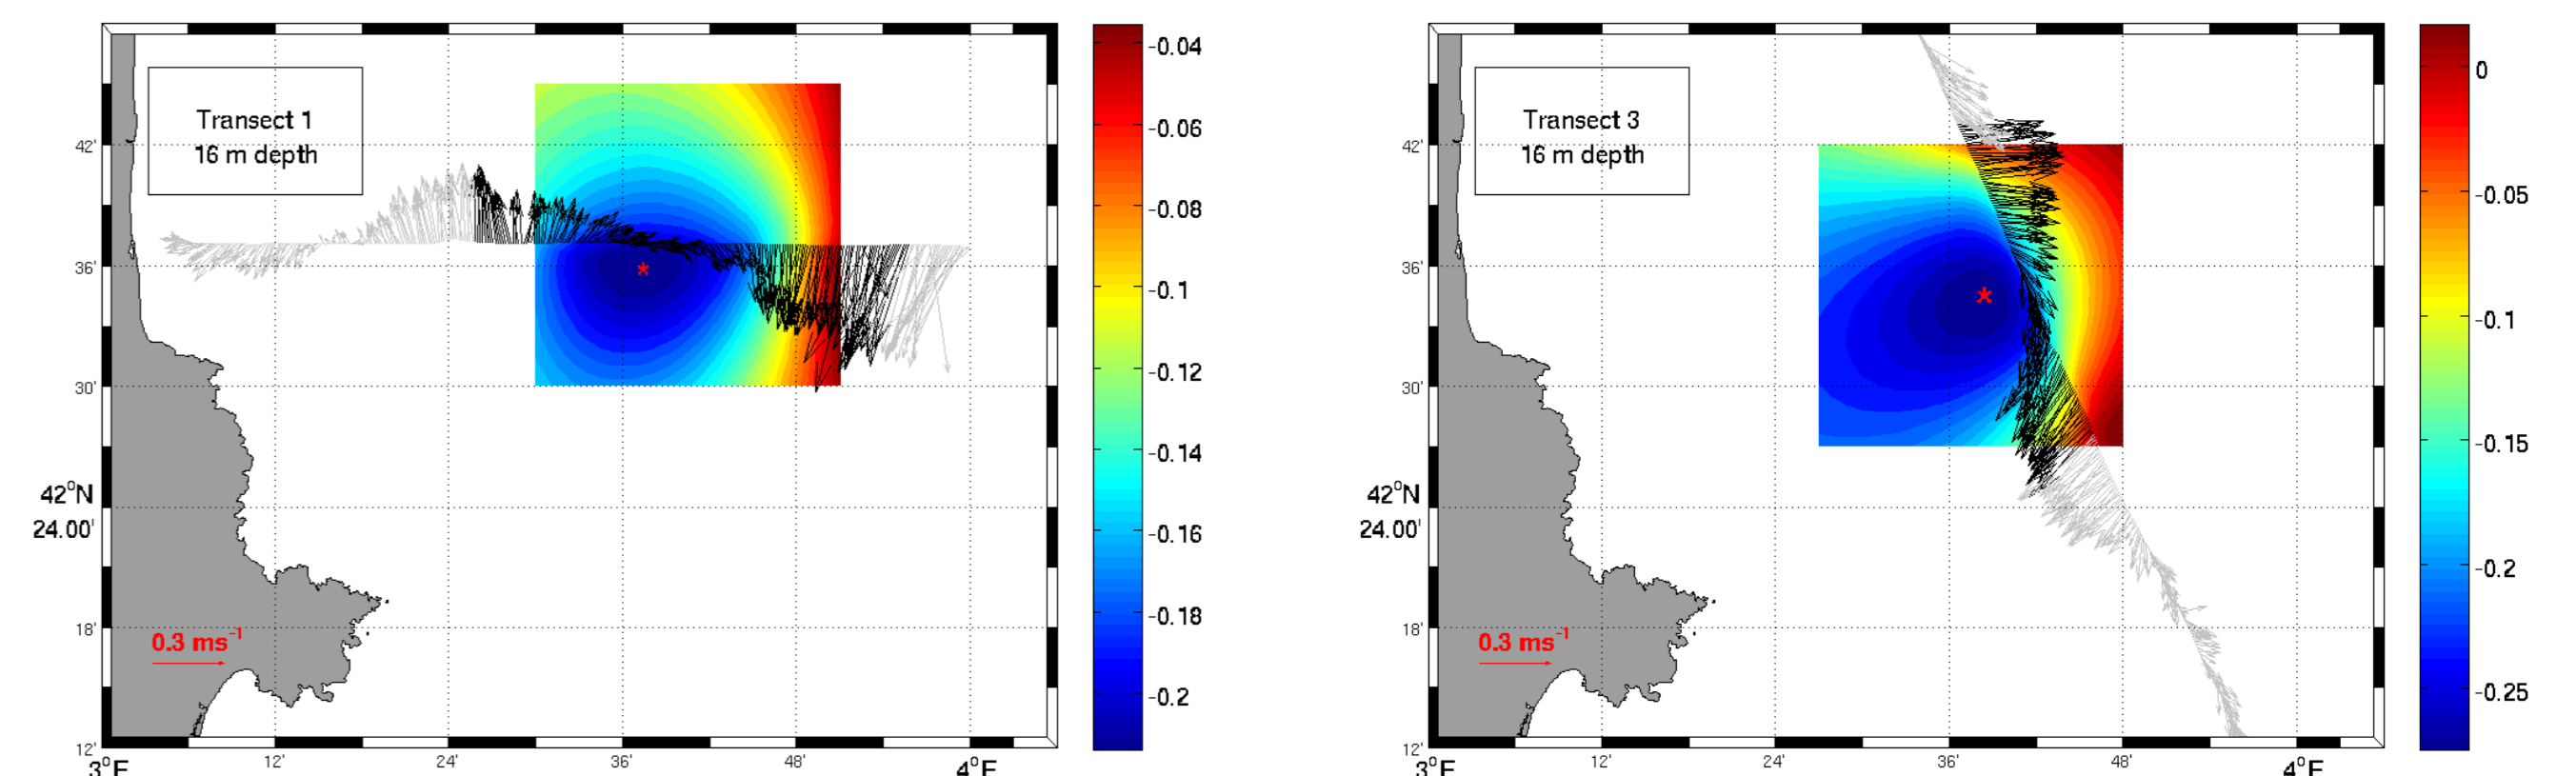 Transect 1
16 m depth
42'
36'
30'
42°N
24.00'
18'
12'
0.3 ms⁻¹
3°E
12'
24'
36'
48'
4°E
-0.04
-0.06
-0.08
-0.1
-0.12
-0.14
-0.16
-0.18
-0.2
Transect 3
16 m depth
42'
36'
30'
42°N
24.00'
18'
12'
0.3 ms⁻¹
3°E
12'
24'
36'
48'
4°E
0
-0.05
-0.1
-0.15
-0.2
-0.25